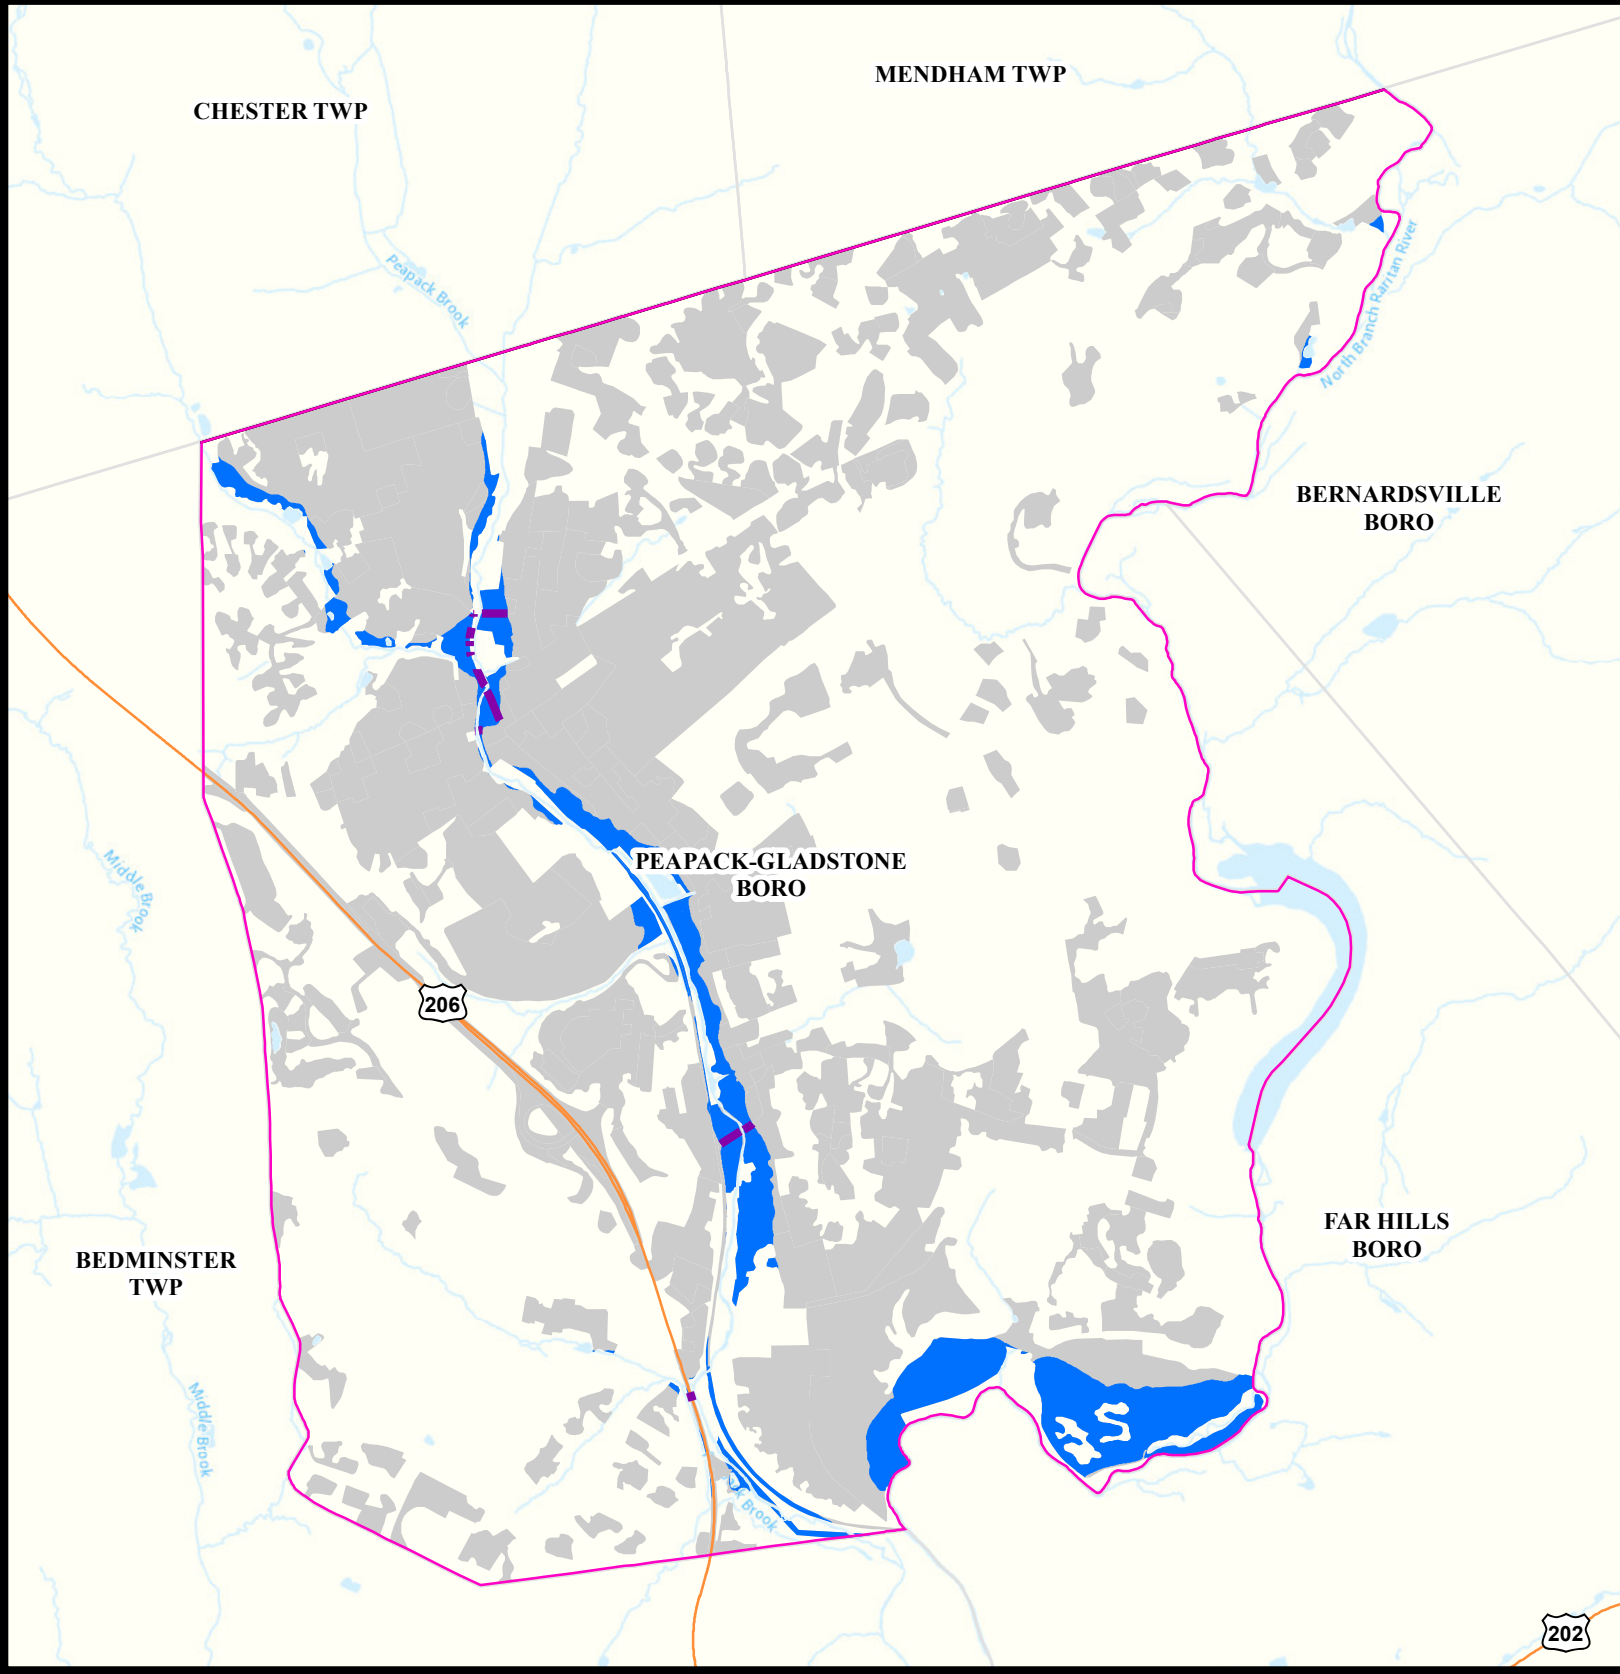 MENDHAM TWP
CHESTER TWP
Peapack Brook
North Branch Raritan River
BERNARDSVILLE
BORO
PEAPACK-GLADSTONE
BORO
Middle Brook
206
FAR HILLS
BORO
BEDMINSTER
TWP
Middle Brook
Brook
202